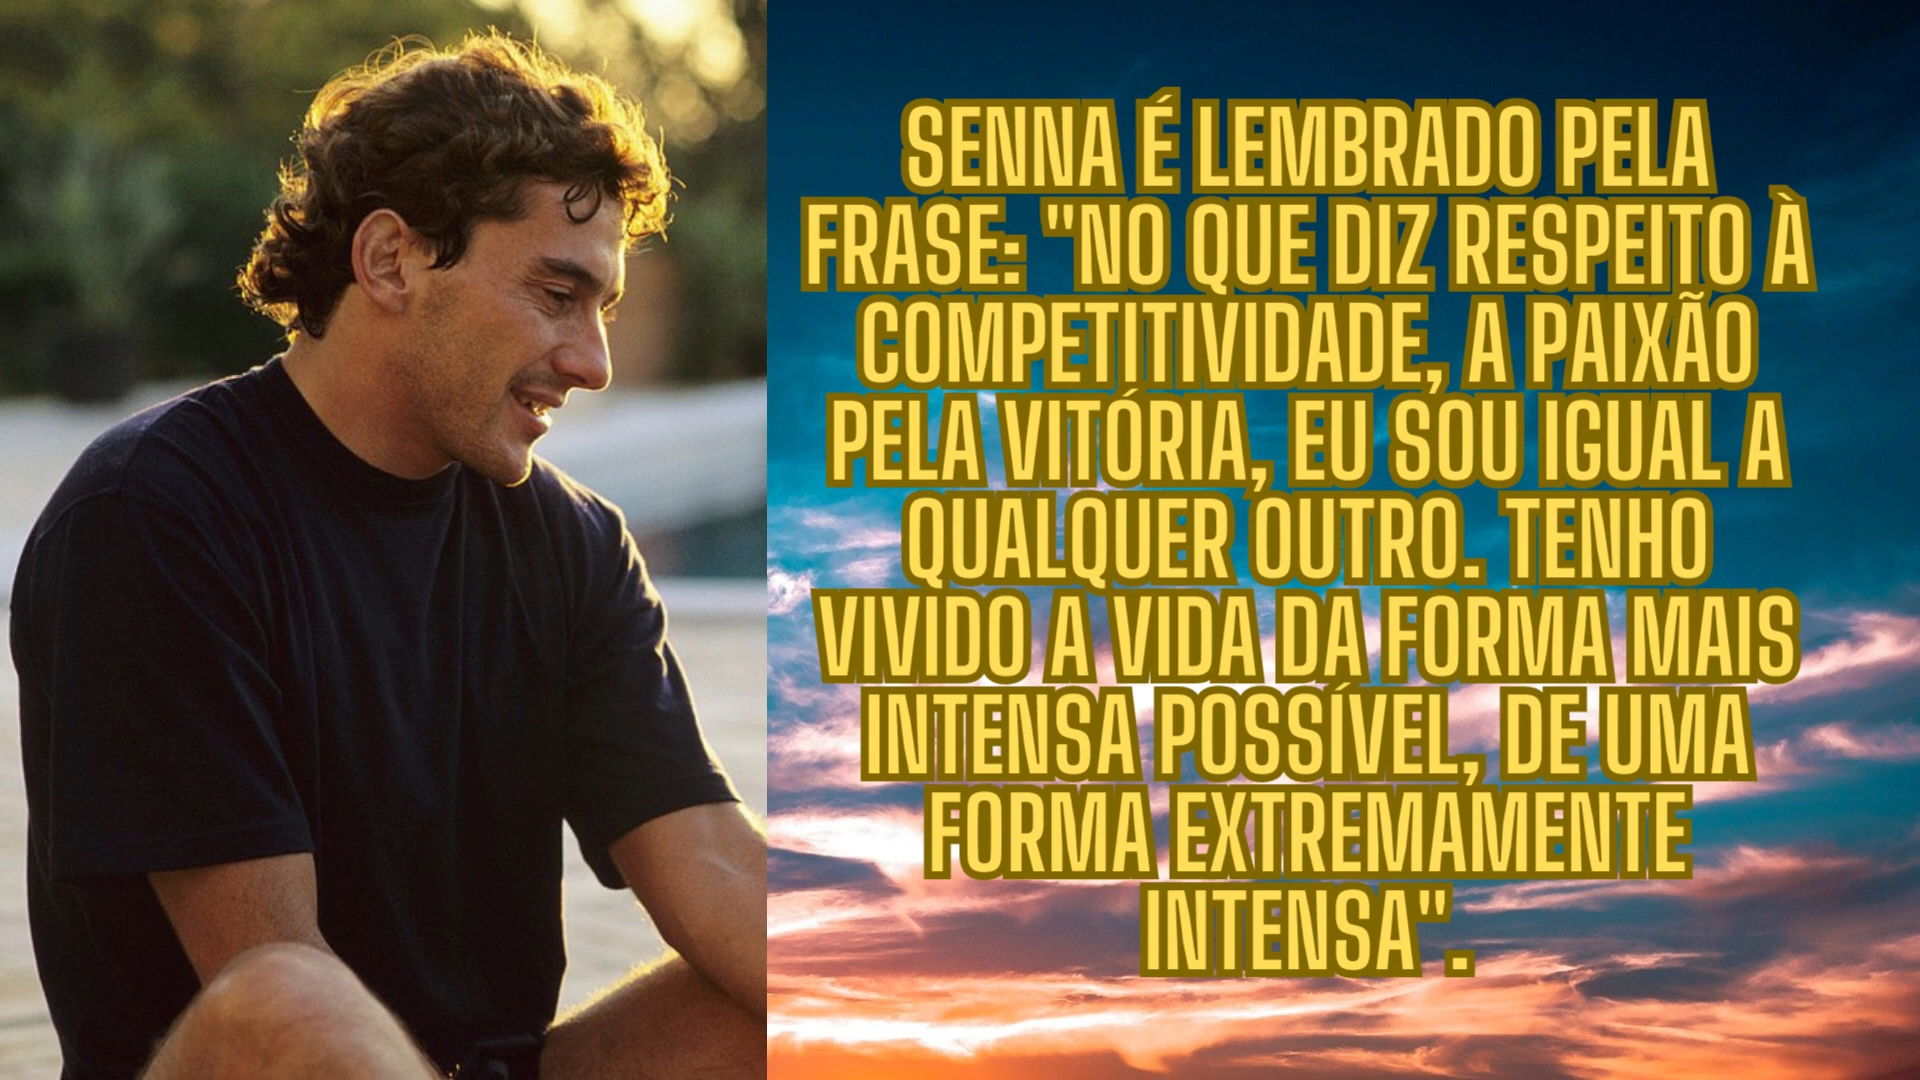 SENNA É LEMBRADO PELA
FRASE: "NO QUE DIZ RESPEITO À
COMPETITIVIDADE, A PAIXÃO
PELA VITÓRIA, EU SOU IGUAL A
QUALQUER OUTRO. TENHO
VIVIDO A VIDA DA FORMA MAIS
INTENSA POSSÍVEL, DE UMA
FORMA EXTREMAMENTE
INTENSA".